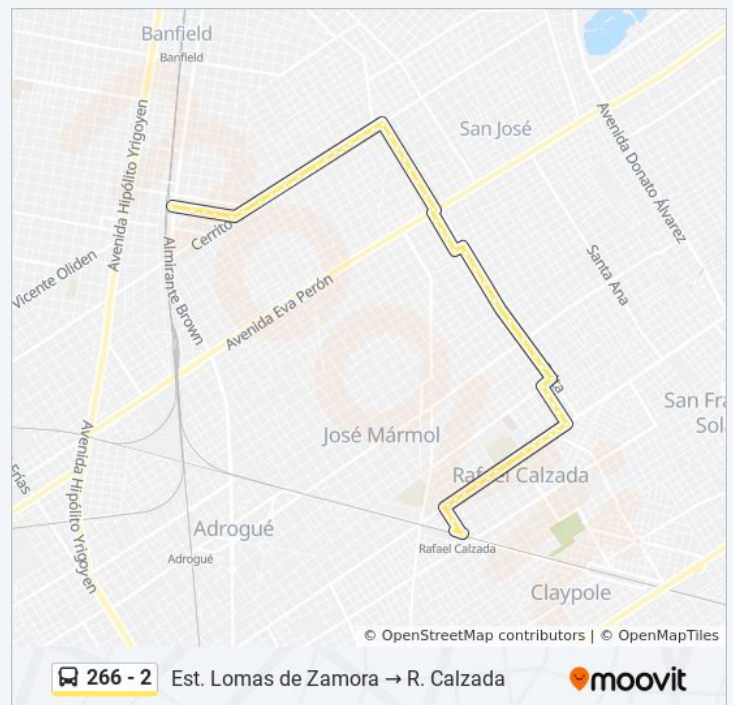 Banfield
Banfield
San José
Avenida Hipólito Yrigoyen
Avenida Donato Álvarez
Cerrito
Vicente Oliden
Almirante Brown
Santa Ana
Avenida Eva Perón
San Fra
Sol
José Mármol
Rafael Calzada
Frías
Avenida Hipólito Yrigoyen
Adrogué
Adrogué
Rafael Calzada
Claypole
© OpenStreetMap contributors | © OpenMapTiles
266 - 2 Est. Lomas de Zamora → R. Calzada moovit